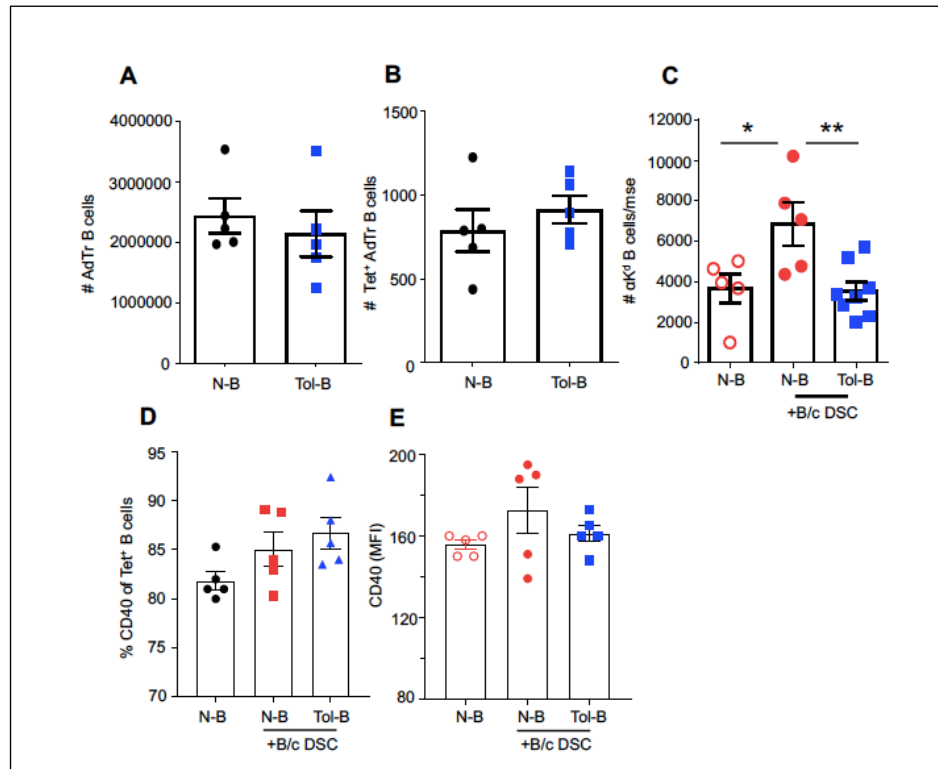 A
# AdTr B cells
4000000
3000000
2000000
1000000
0
N-B Tol-B
B
# Tet⁺ AdTr B cells
1500
1000
500
0
N-B Tol-B
C
# αKᵈ B cells/mse
12000
10000
8000
6000
4000
2000
0
* **
N-B N-B Tol-B
+B/c DSC
D
% CD40 of Tet⁺ B cells
95
90
85
80
75
70
N-B N-B Tol-B
+B/c DSC
E
CD40 (MFI)
200
160
120
80
N-B N-B Tol-B
+B/c DSC